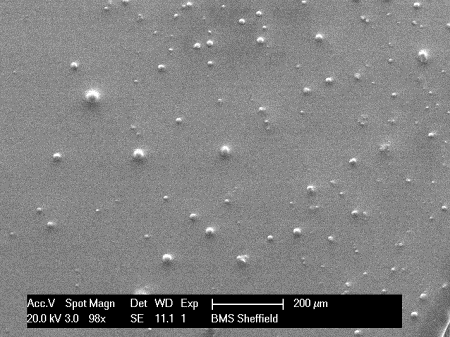 Acc.V Spot Magn Det WD Exp 200 µm
20.0 kV 3.0 98x SE 11.1 1 BMS Sheffield